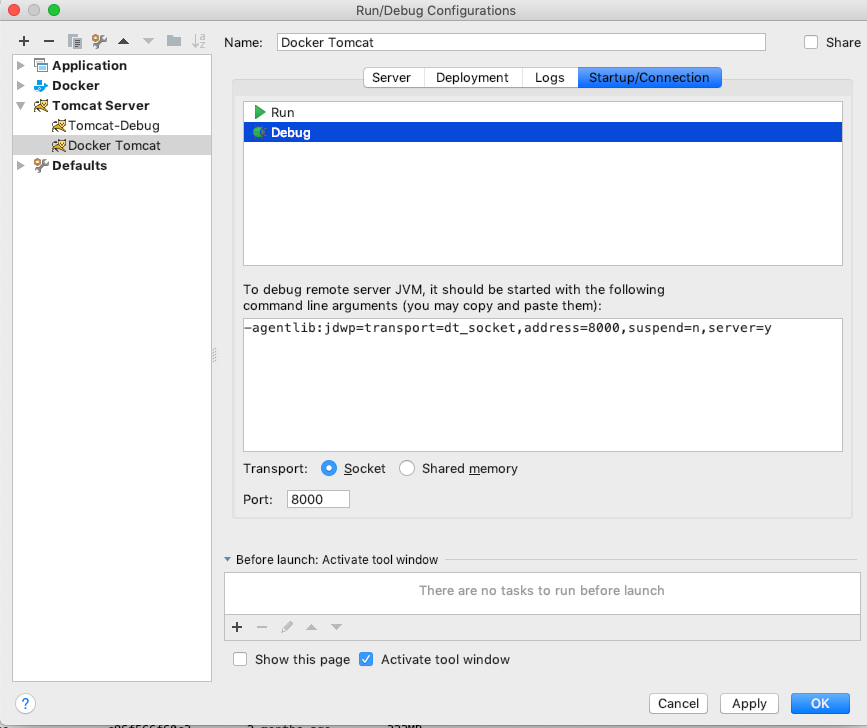 Run/Debug Configurations
Name: Docker Tomcat Share
Application
Docker
Tomcat Server
Tomcat-Debug
Docker Tomcat
Defaults
Server Deployment Logs Startup/Connection
Run
Debug
To debug remote server JVM, it should be started with the following
command line arguments (you may copy and paste them):
-agentlib:jdwp=transport=dt_socket,address=8000,suspend=n,server=y
Transport: Socket Shared memory
Port: 8000
Before launch: Activate tool window
There are no tasks to run before launch
Show this page Activate tool window
? Cancel Apply OK